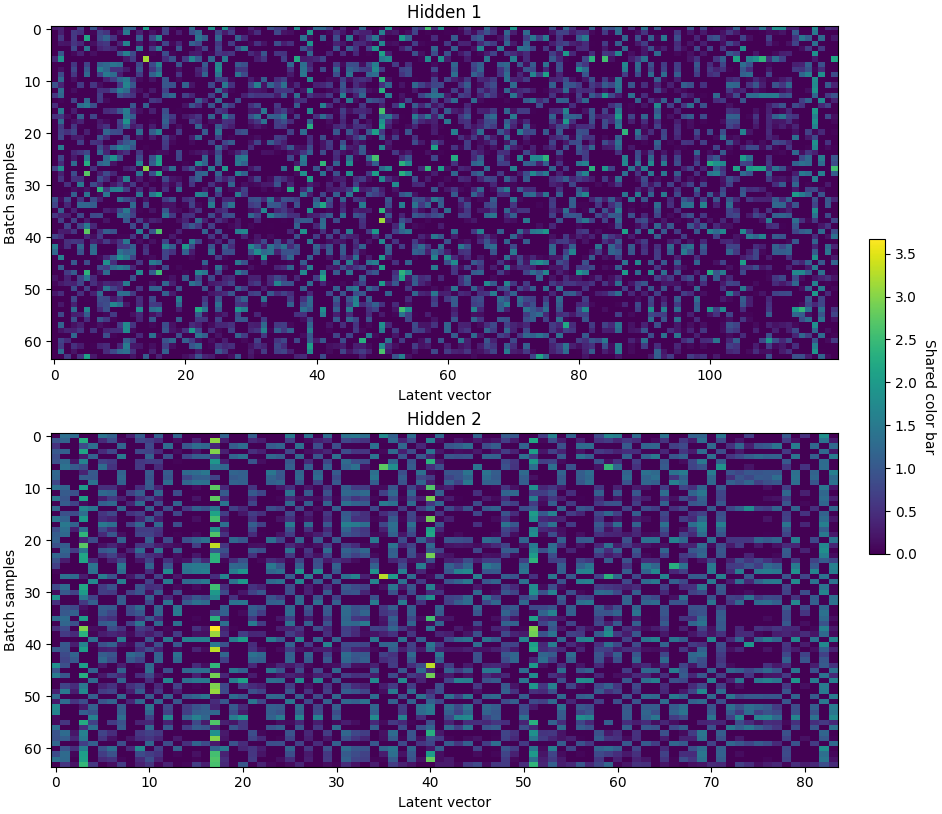 Hidden 1
Batch samples
0
10
20
30
40
50
60
0 20 40 60 80 100
Latent vector
Hidden 2
Batch samples
0
10
20
30
40
50
60
0 10 20 30 40 50 60 70 80
Latent vector
3.5
3.0
2.5
2.0
1.5
1.0
0.5
0.0
Shared color bar